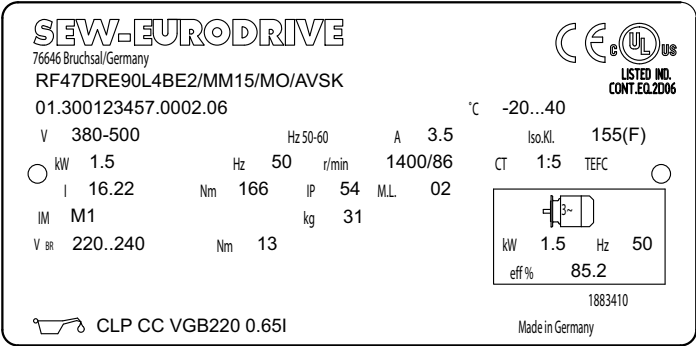 SEW-EURODRIVE
76646 Bruchsal/Germany
CE c UL US
LISTED IND.
CONT.EQ.2D06
RF47DRE90L4BE2/MM15/MO/AVSK
01.300123457.0002.06 °C -20...40
V 380-500 Hz 50-60 A 3.5 Iso.Kl. 155(F)
kW 1.5 Hz 50 r/min 1400/86 CT 1:5 TEFC
I 16.22 Nm 166 IP 54 M.L. 02
IM M1 kg 31
3~
V BR 220..240 Nm 13
kW 1.5 Hz 50
eff% 85.2
1883410
CLP CC VGB220 0.65l
Made in Germany